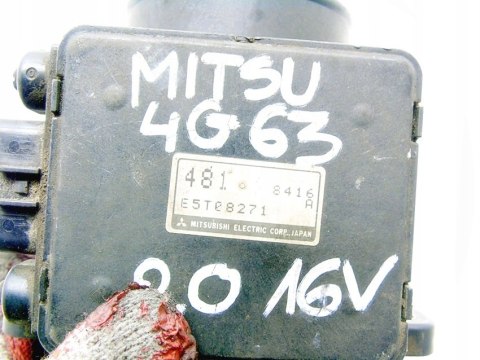 MITSU
4G63
481 8416
E5T08271 A
MITSUBISHI ELECTRIC CORP. JAPAN
2.0 16V